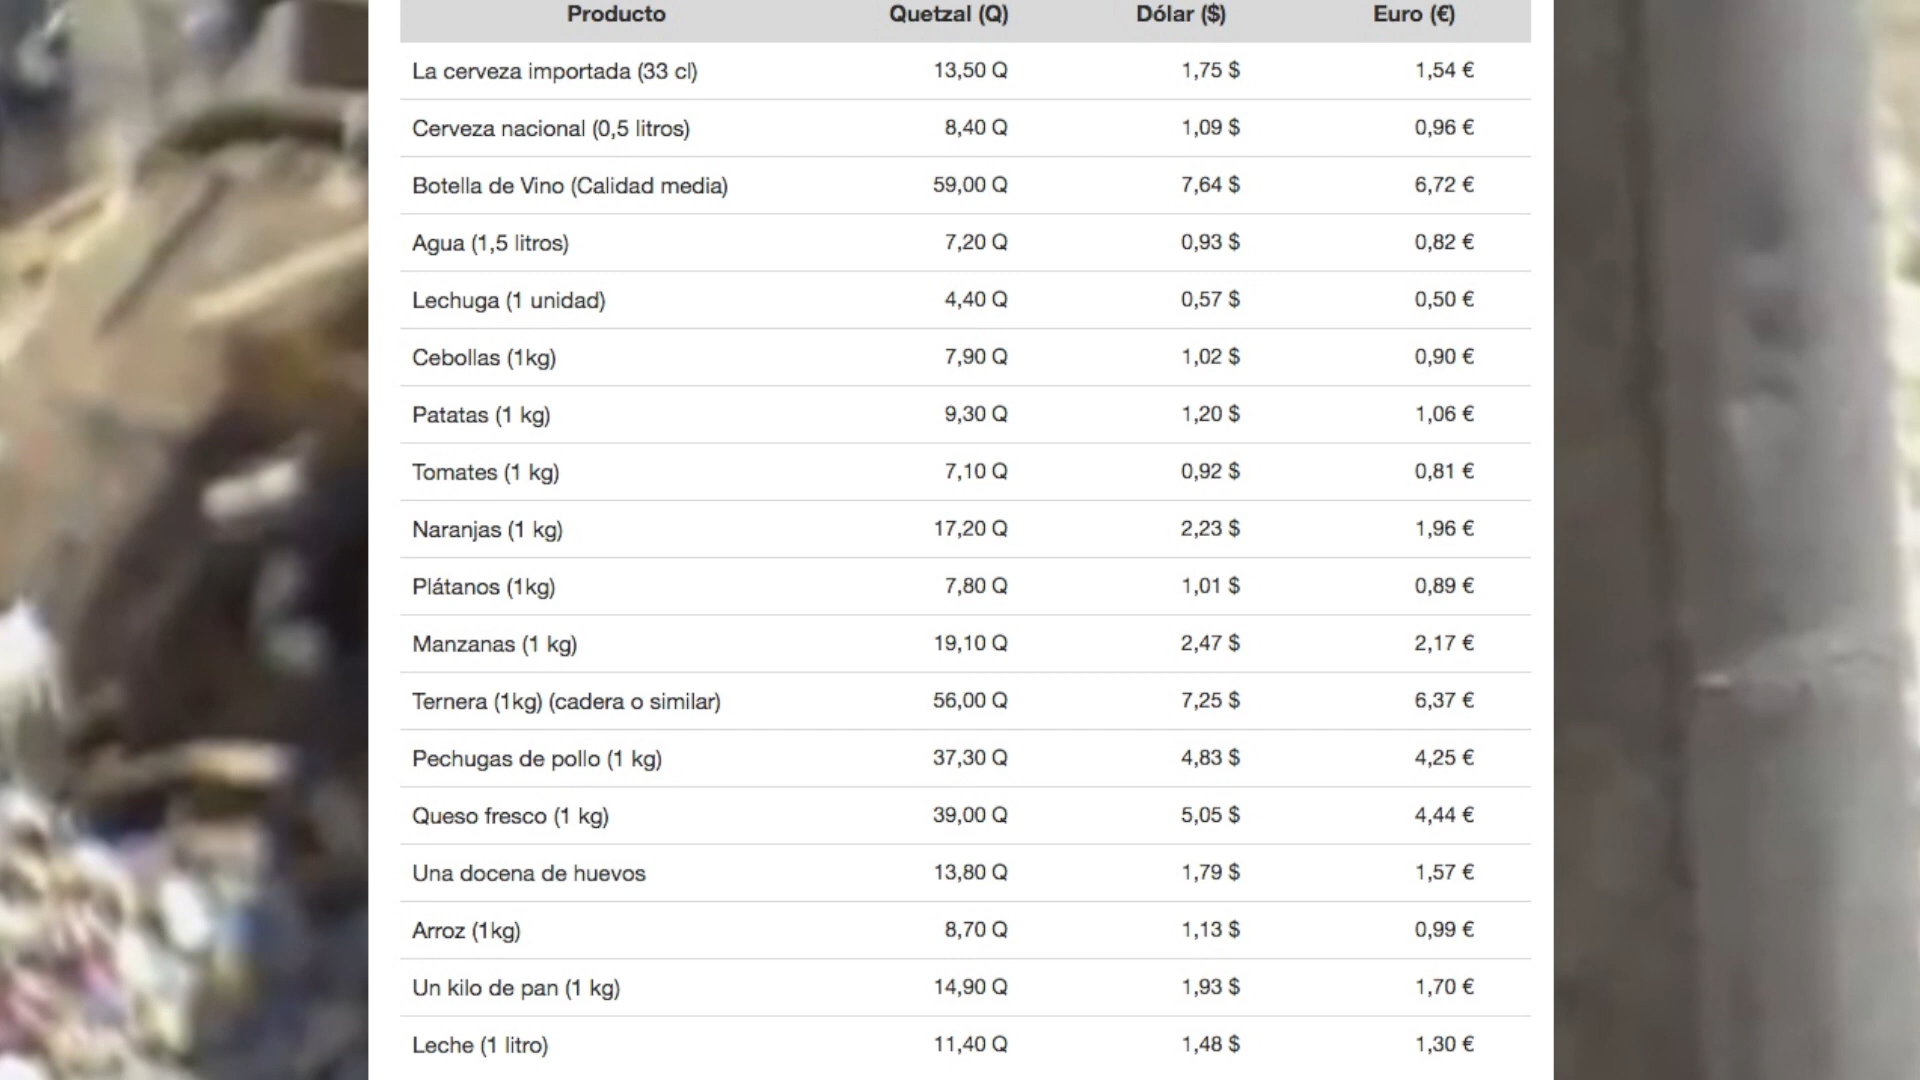 Producto Quetzal (Q) Dólar ($) Euro (€)
La cerveza importada (33 cl) 13,50 Q 1,75 $ 1,54 €
Cerveza nacional (0,5 litros) 8,40 Q 1,09 $ 0,96 €
Botella de Vino (Calidad media) 59,00 Q 7,64 $ 6,72 €
Agua (1,5 litros) 7,20 Q 0,93 $ 0,82 €
Lechuga (1 unidad) 4,40 Q 0,57 $ 0,50 €
Cebollas (1kg) 7,90 Q 1,02 $ 0,90 €
Patatas (1 kg) 9,30 Q 1,20 $ 1,06 €
Tomates (1 kg) 7,10 Q 0,92 $ 0,81 €
Naranjas (1 kg) 17,20 Q 2,23 $ 1,96 €
Plátanos (1kg) 7,80 Q 1,01 $ 0,89 €
Manzanas (1 kg) 19,10 Q 2,47 $ 2,17 €
Ternera (1kg) (cadera o similar) 56,00 Q 7,25 $ 6,37 €
Pechugas de pollo (1 kg) 37,30 Q 4,83 $ 4,25 €
Queso fresco (1 kg) 39,00 Q 5,05 $ 4,44 €
Una docena de huevos 13,80 Q 1,79 $ 1,57 €
Arroz (1kg) 8,70 Q 1,13 $ 0,99 €
Un kilo de pan (1 kg) 14,90 Q 1,93 $ 1,70 €
Leche (1 litro) 11,40 Q 1,48 $ 1,30 €